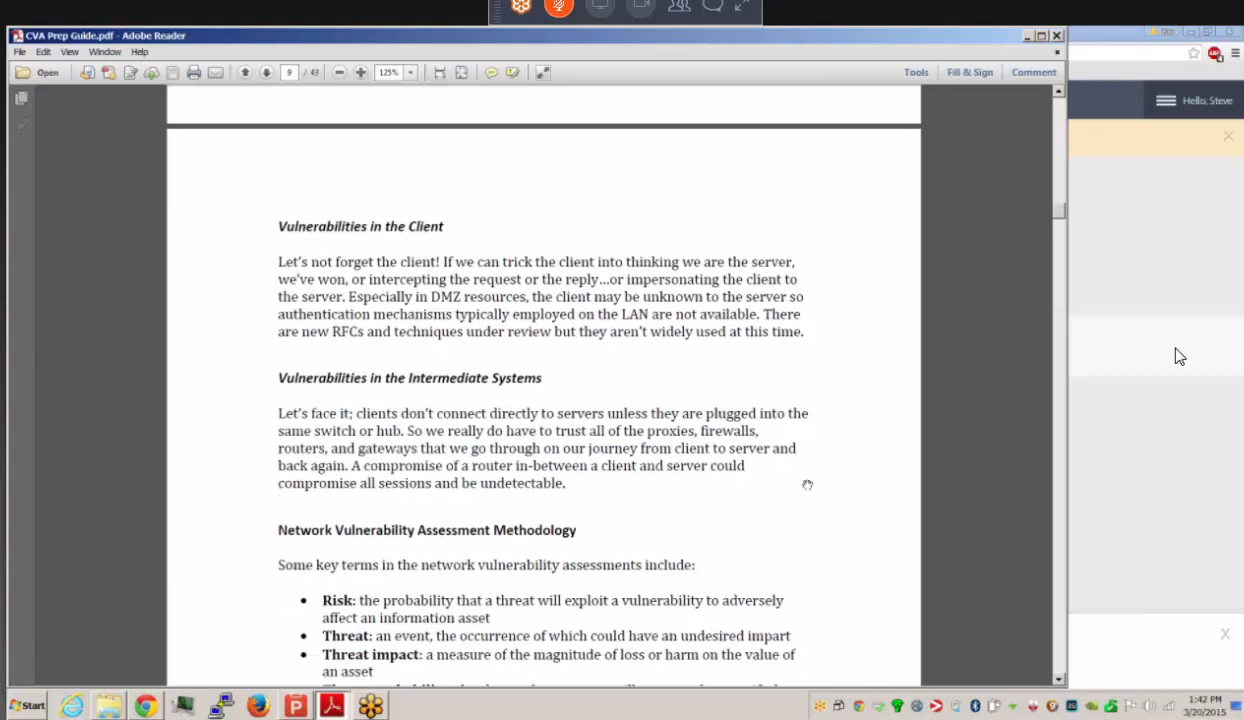 CVA Prep Guide.pdf - Adobe Reader
File Edit View Window Help
Open 9 / 43 125% Tools Fill & Sign Comment
Hello, Steve
Vulnerabilities in the Client
Let's not forget the client! If we can trick the client into thinking we are the server,
we've won, or intercepting the request or the reply...or impersonating the client to
the server. Especially in DMZ resources, the client may be unknown to the server so
authentication mechanisms typically employed on the LAN are not available. There
are new RFCs and techniques under review but they aren't widely used at this time.
Vulnerabilities in the Intermediate Systems
Let's face it; clients don't connect directly to servers unless they are plugged into the
same switch or hub. So we really do have to trust all of the proxies, firewalls,
routers, and gateways that we go through on our journey from client to server and
back again. A compromise of a router in-between a client and server could
compromise all sessions and be undetectable.
Network Vulnerability Assessment Methodology
Some key terms in the network vulnerability assessments include:
• Risk: the probability that a threat will exploit a vulnerability to adversely
affect an information asset
• Threat: an event, the occurrence of which could have an undesired impart
• Threat impact: a measure of the magnitude of loss or harm on the value of
an asset
Start
1:42 PM
3/20/2015